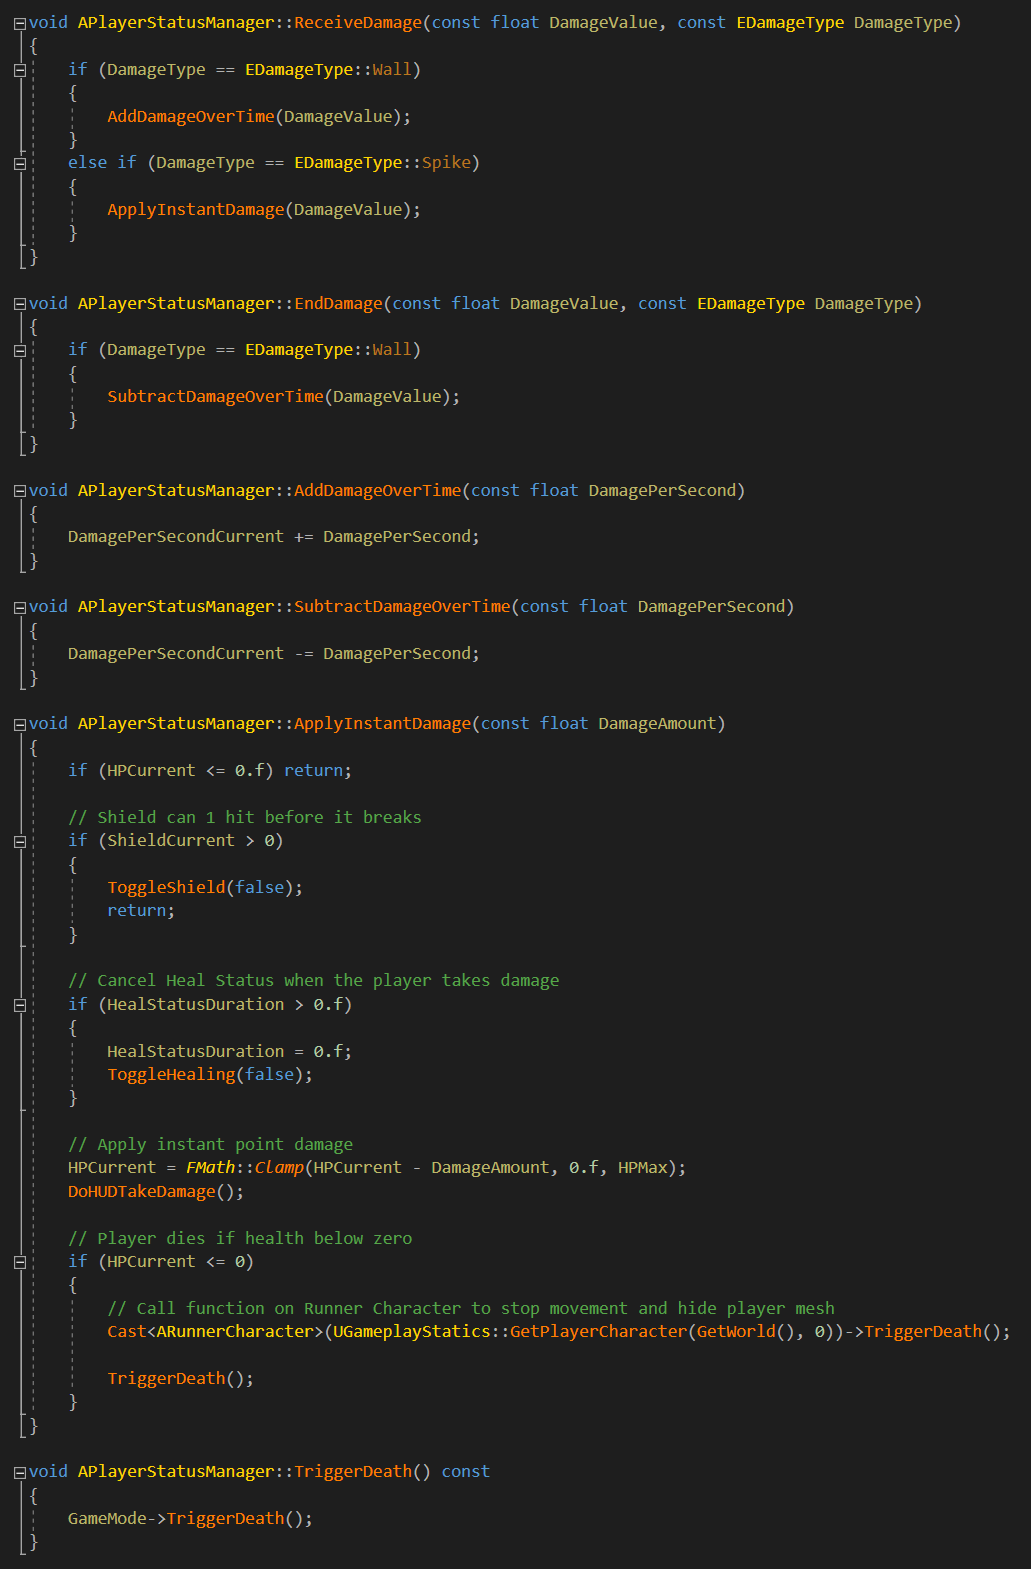 void APlayerStatusManager::ReceiveDamage(const float DamageValue, const EDamageType DamageType)
{
if (DamageType == EDamageType::Wall)
{
AddDamageOverTime(DamageValue);
}
else if (DamageType == EDamageType::Spike)
{
ApplyInstantDamage(DamageValue);
}
}
void APlayerStatusManager::EndDamage(const float DamageValue, const EDamageType DamageType)
{
if (DamageType == EDamageType::Wall)
{
SubtractDamageOverTime(DamageValue);
}
}
void APlayerStatusManager::AddDamageOverTime(const float DamagePerSecond)
{
DamagePerSecondCurrent += DamagePerSecond;
}
void APlayerStatusManager::SubtractDamageOverTime(const float DamagePerSecond)
{
DamagePerSecondCurrent -= DamagePerSecond;
}
void APlayerStatusManager::ApplyInstantDamage(const float DamageAmount)
{
if (HPCurrent <= 0.f) return;
// Shield can 1 hit before it breaks
if (ShieldCurrent > 0)
{
ToggleShield(false);
return;
}
// Cancel Heal Status when the player takes damage
if (HealStatusDuration > 0.f)
{
HealStatusDuration = 0.f;
ToggleHealing(false);
}
// Apply instant point damage
HPCurrent = FMath::Clamp(HPCurrent - DamageAmount, 0.f, HPMax);
DoHUDTakeDamage();
// Player dies if health below zero
if (HPCurrent <= 0)
{
// Call function on Runner Character to stop movement and hide player mesh
Cast<ARunnerCharacter>(UGameplayStatics::GetPlayerCharacter(GetWorld(), 0))->TriggerDeath();
TriggerDeath();
}
}
void APlayerStatusManager::TriggerDeath() const
{
GameMode->TriggerDeath();
}